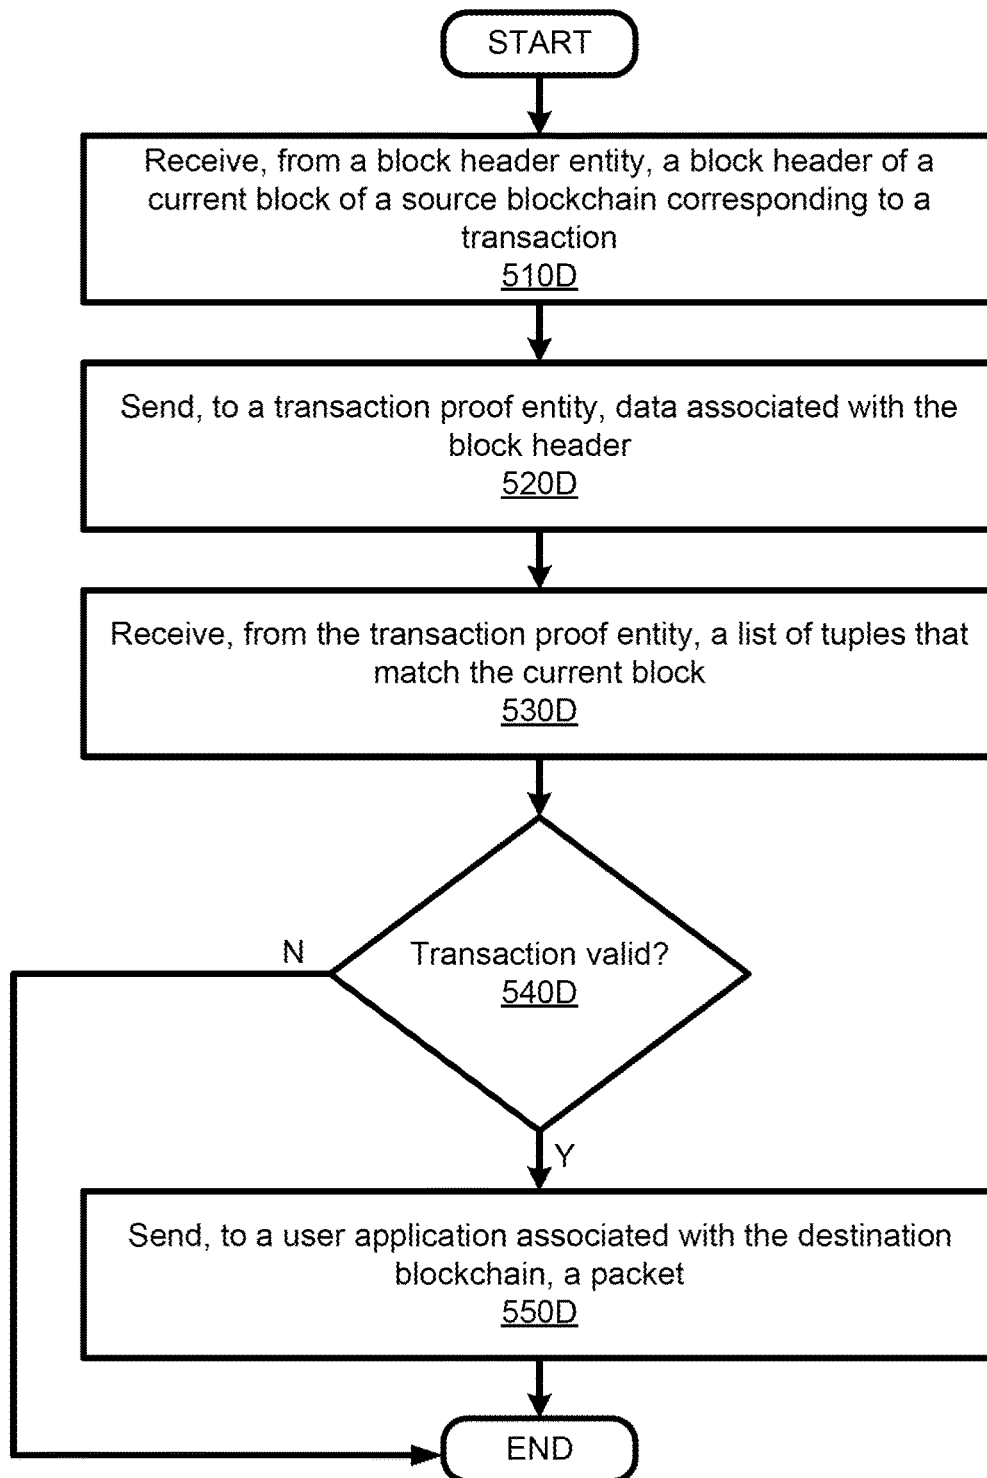 START
Receive, from a block header entity, a block header of a
current block of a source blockchain corresponding to a
transaction
510D
Send, to a transaction proof entity, data associated with the
block header
520D
Receive, from the transaction proof entity, a list of tuples that
match the current block
530D
N
Transaction valid?
540D
Y
Send, to a user application associated with the destination
blockchain, a packet
550D
END